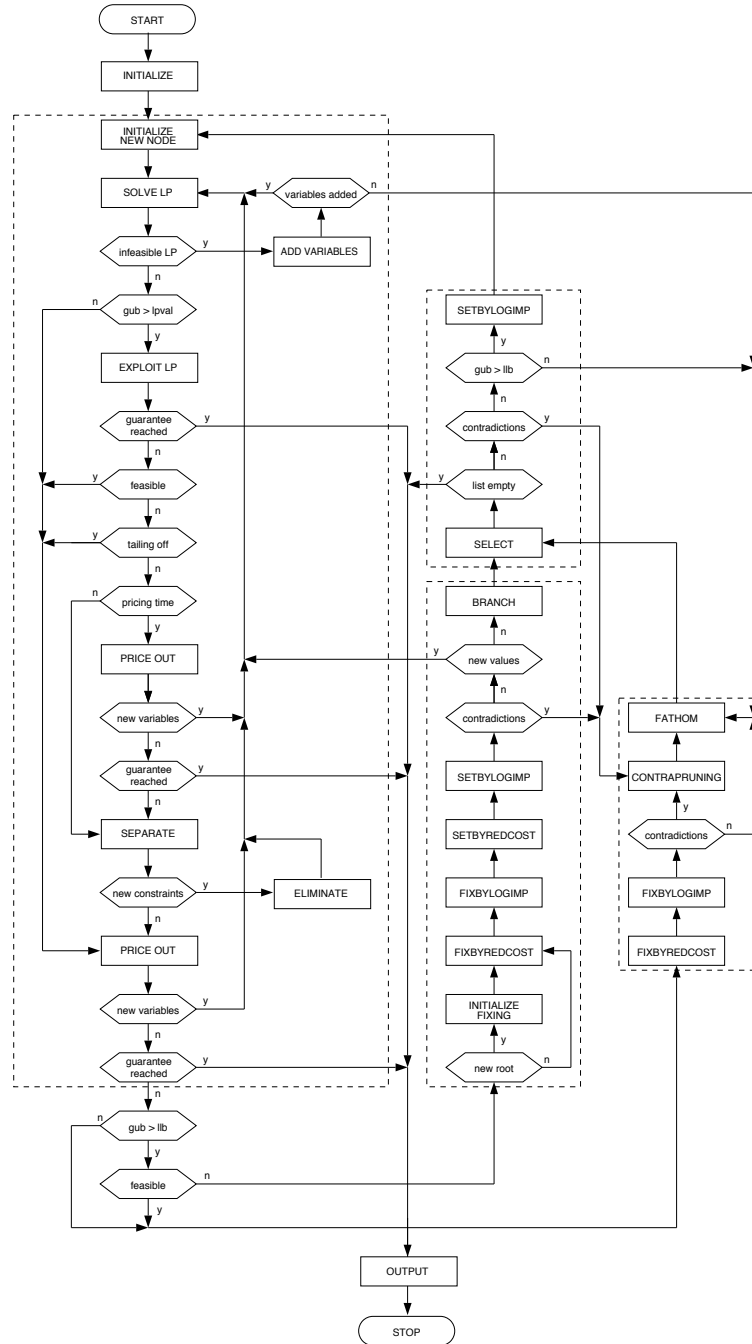 START
INITIALIZE
INITIALIZE
NEW NODE
SOLVE LP
y
variables added
n
infeasible LP
y
ADD VARIABLES
n
n
gub > lpval
y
EXPLOIT LP
guarantee
reached
y
n
y
feasible
n
y
tailing off
n
n
pricing time
y
PRICE OUT
new variables
y
n
guarantee
reached
y
n
SEPARATE
new constraints
y
ELIMINATE
n
PRICE OUT
new variables
y
n
guarantee
reached
y
n
n
gub > llb
y
feasible
n
y
SETBYLOGIMP
y
gub > llb
n
n
contradictions
y
n
y
list empty
SELECT
BRANCH
n
y
new values
n
contradictions
y
SETBYLOGIMP
SETBYREDCOST
FIXBYLOGIMP
FIXBYREDCOST
INITIALIZE
FIXING
y
new root
n
FATHOM
CONTRAPRUNING
y
contradictions
n
FIXBYLOGIMP
FIXBYREDCOST
OUTPUT
STOP